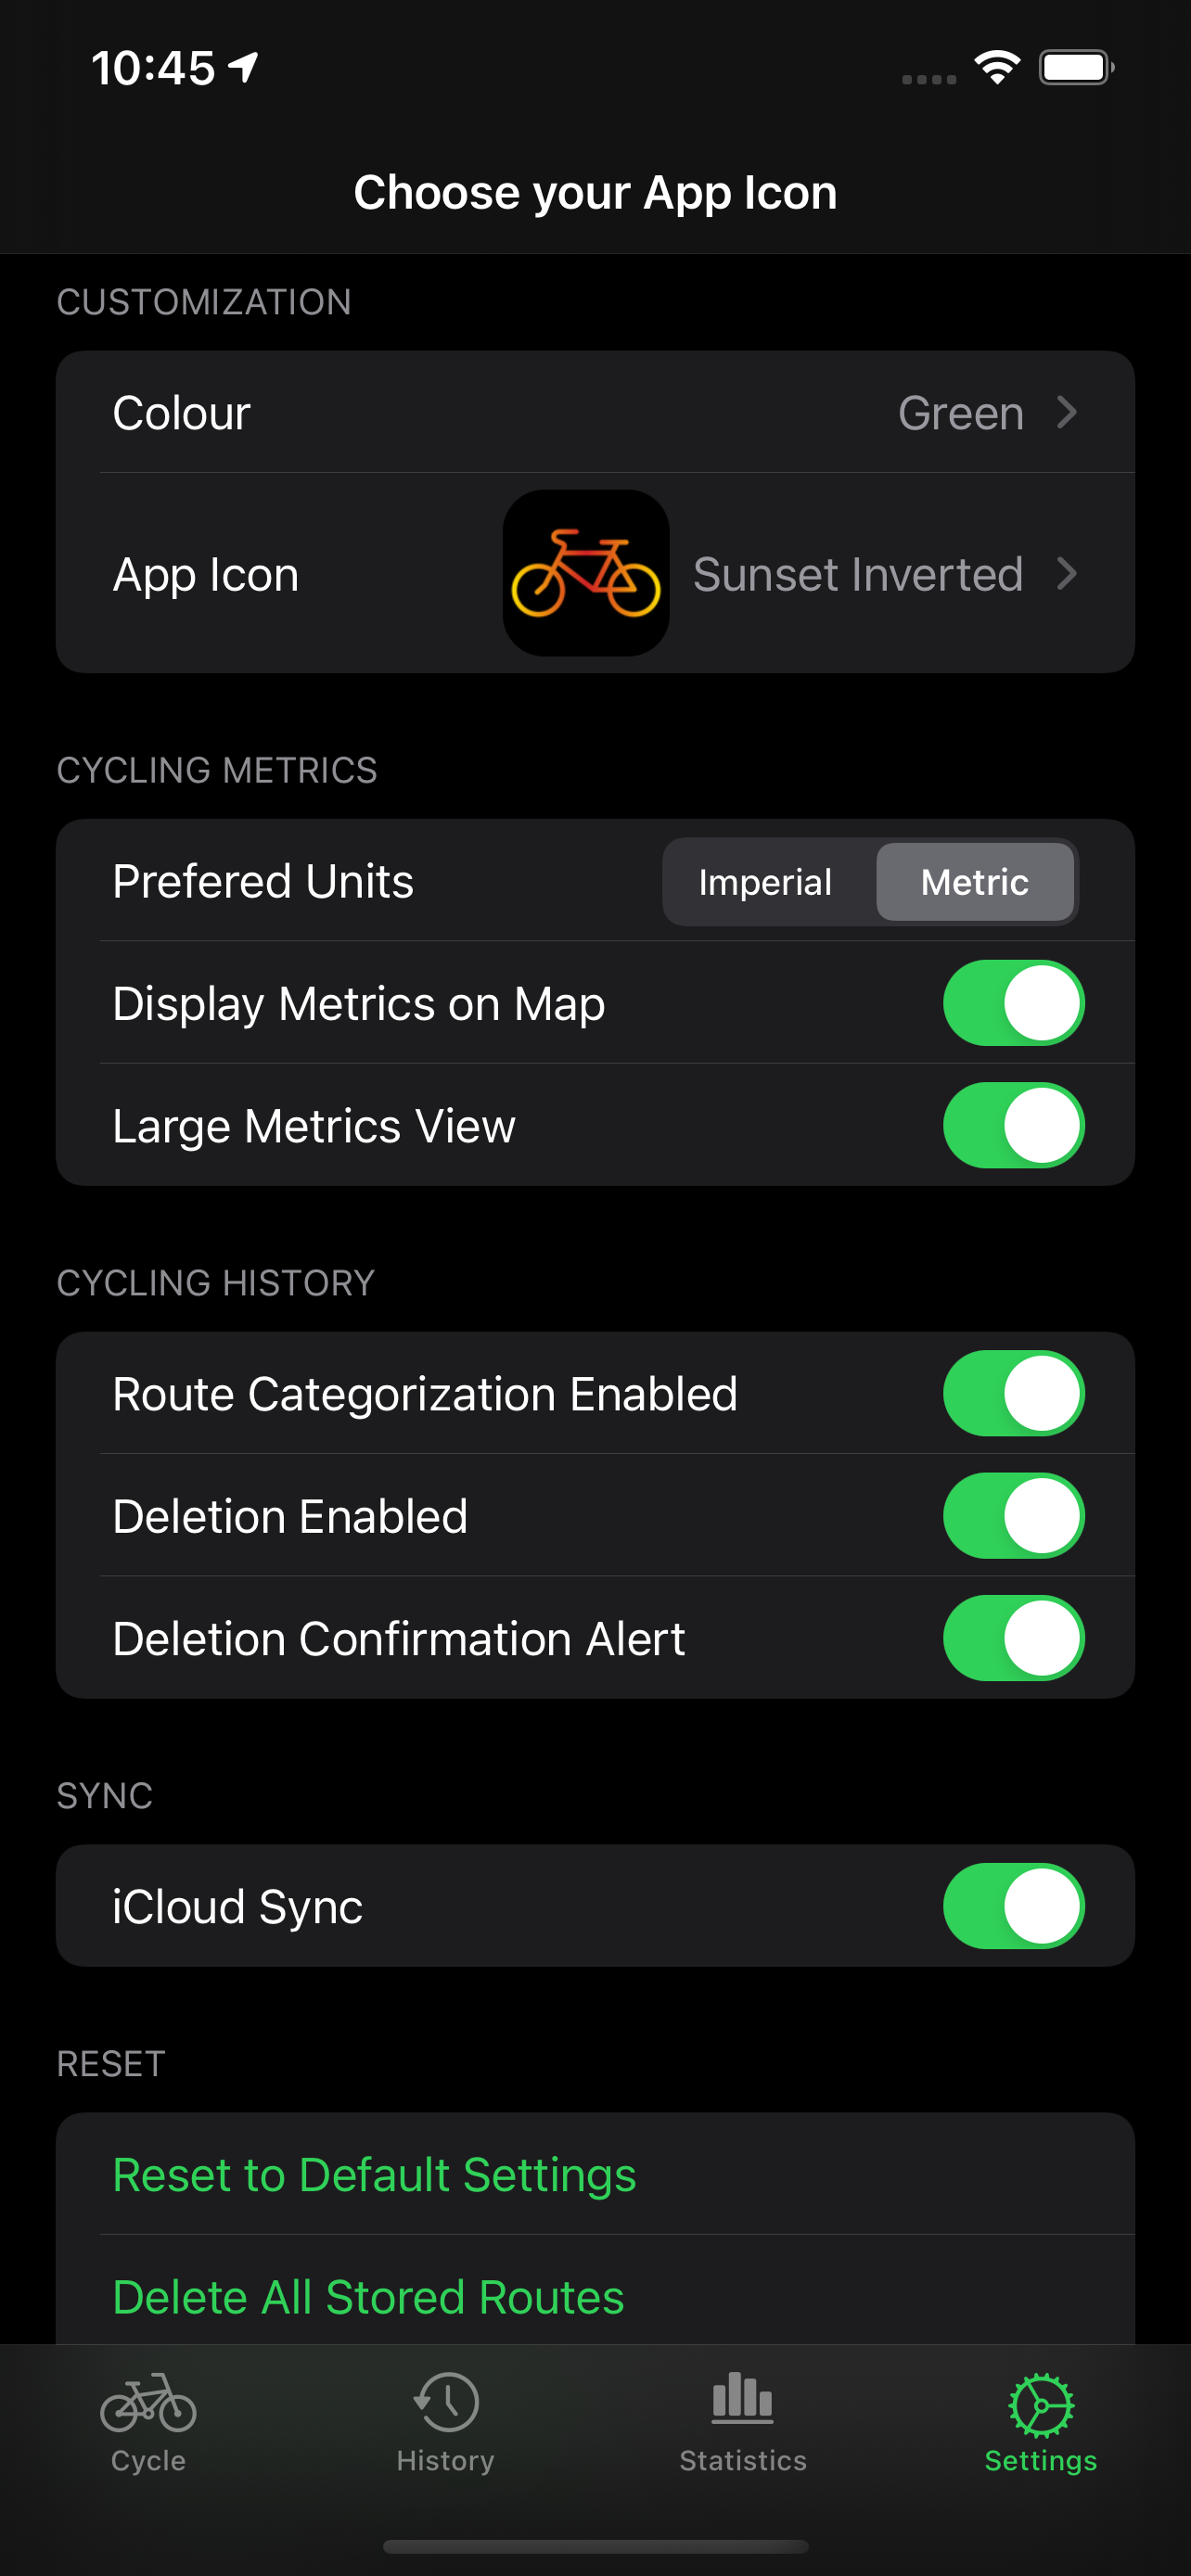 10:45
Choose your App Icon
CUSTOMIZATION
Colour Green
App Icon Sunset Inverted
CYCLING METRICS
Prefered Units Imperial Metric
Display Metrics on Map
Large Metrics View
CYCLING HISTORY
Route Categorization Enabled
Deletion Enabled
Deletion Confirmation Alert
SYNC
iCloud Sync
RESET
Reset to Default Settings
Delete All Stored Routes
Cycle History Statistics Settings